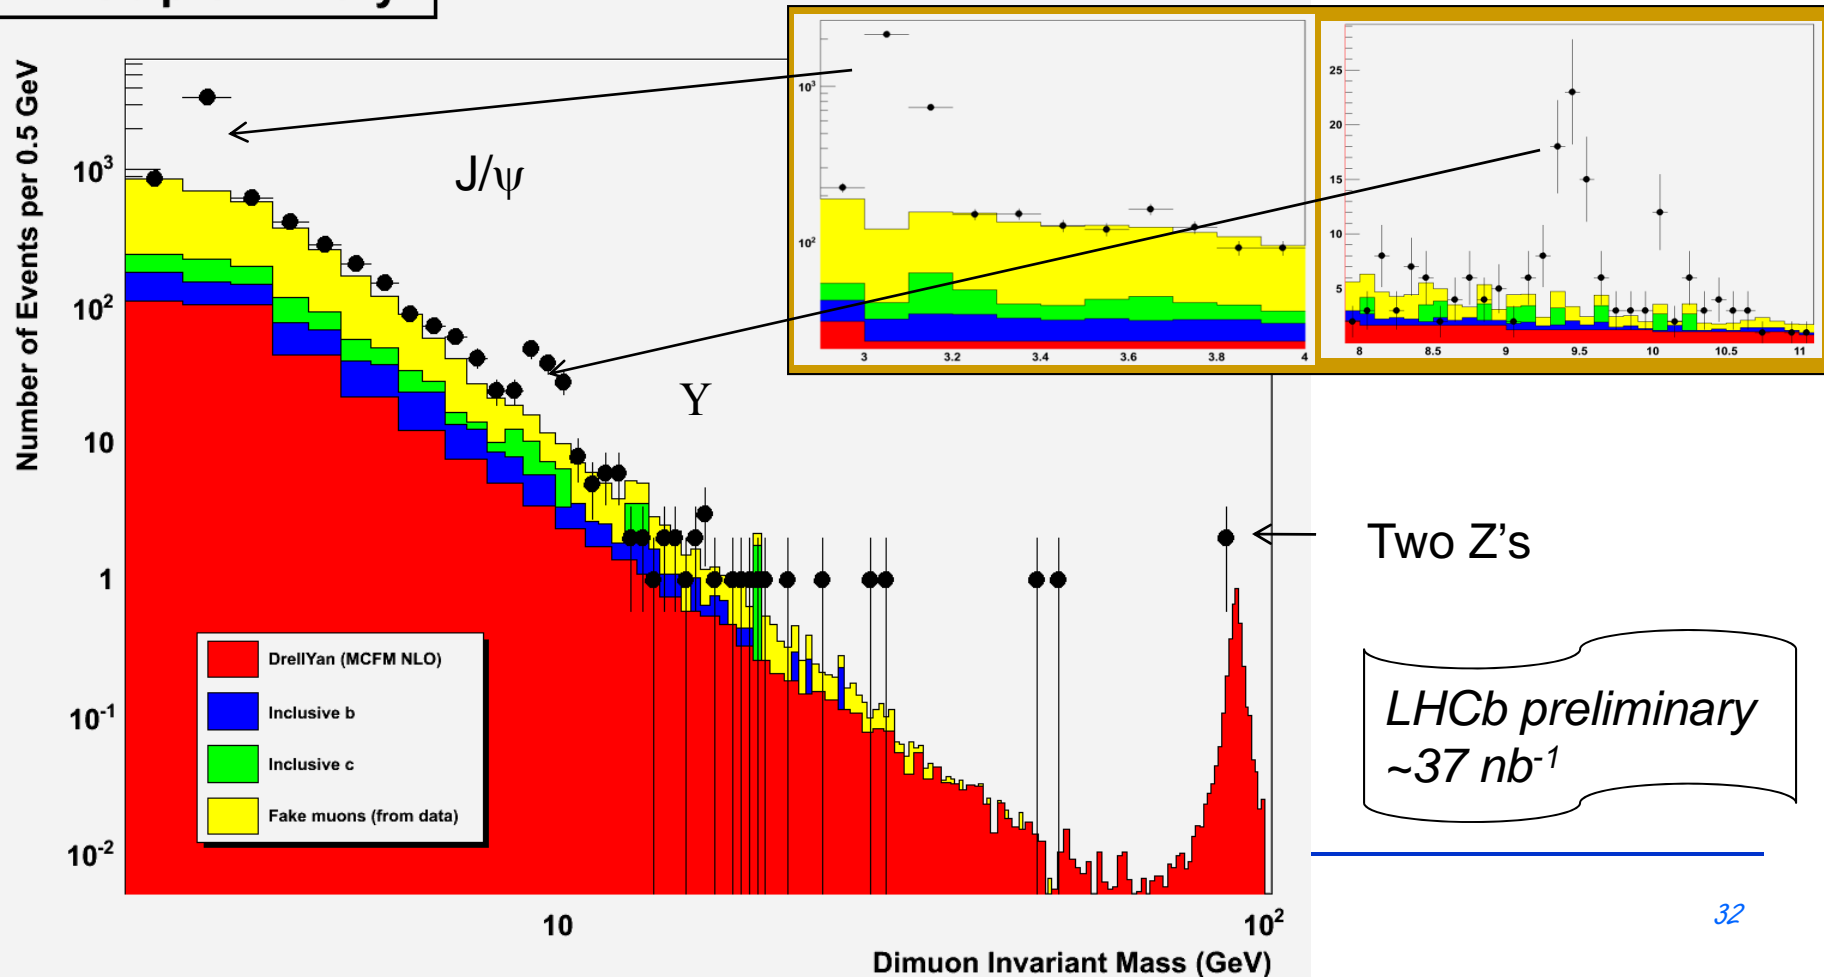 Number of Events per 0.5 GeV
10³
10²
10
1
10⁻¹
10⁻²
J/ψ
Υ
10³
10²
3
3.2
3.4
3.6
3.8
4
25
20
15
10
5
8
8.5
9
9.5
10
10.5
11
Two Z's
DrellYan (MCFM NLO)
Inclusive b
Inclusive c
Fake muons (from data)
LHCb preliminary
~37 nb⁻¹
10
10²
Dimuon Invariant Mass (GeV)
32